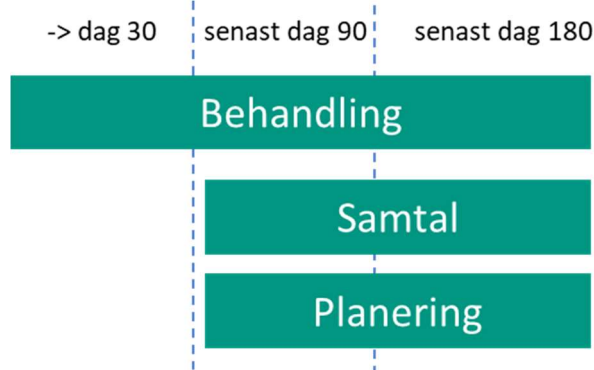 -> dag 30 senast dag 90 senast dag 180
Behandling
Samtal
Planering